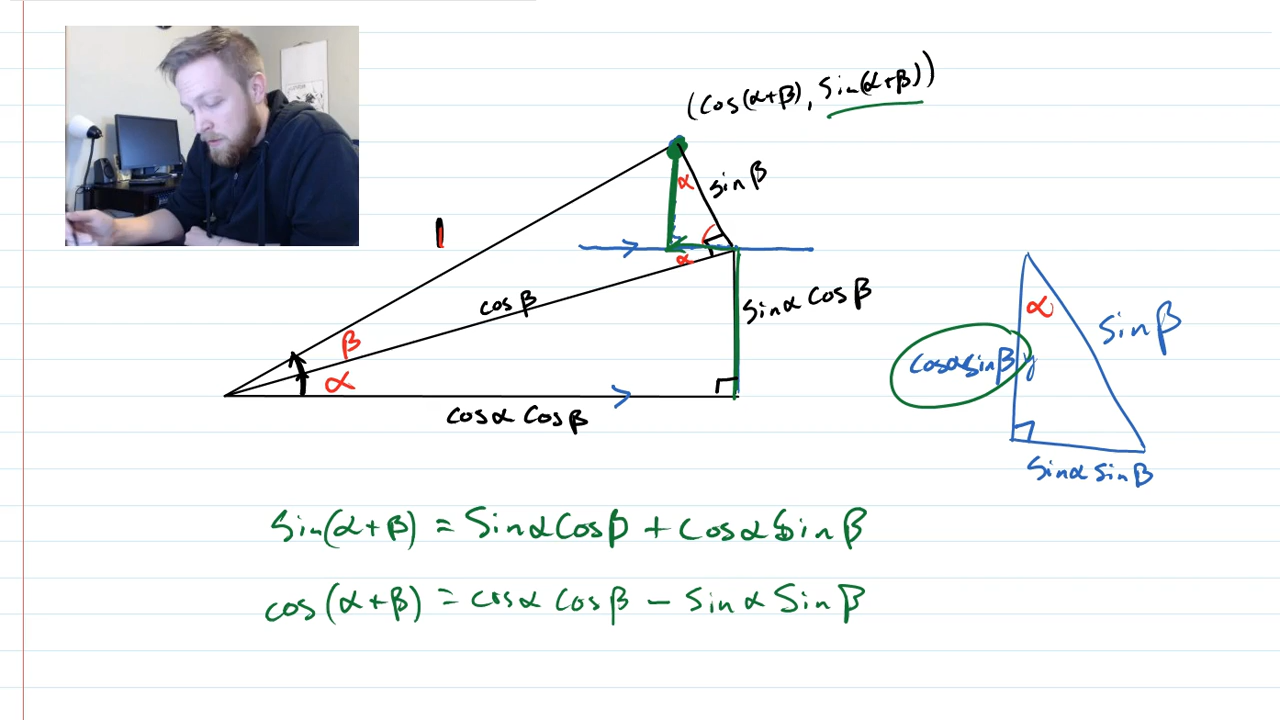 (cos(α+β), sin(α+β))
α
sin β
1
α
cos β
sin α cos β
β
α
cos α cos β
α
sin β
cos α sin β y
sin α sin β
sin(α+β) = sin α cos β + cos α sin β
cos(α+β) = cos α cos β − sin α sin β